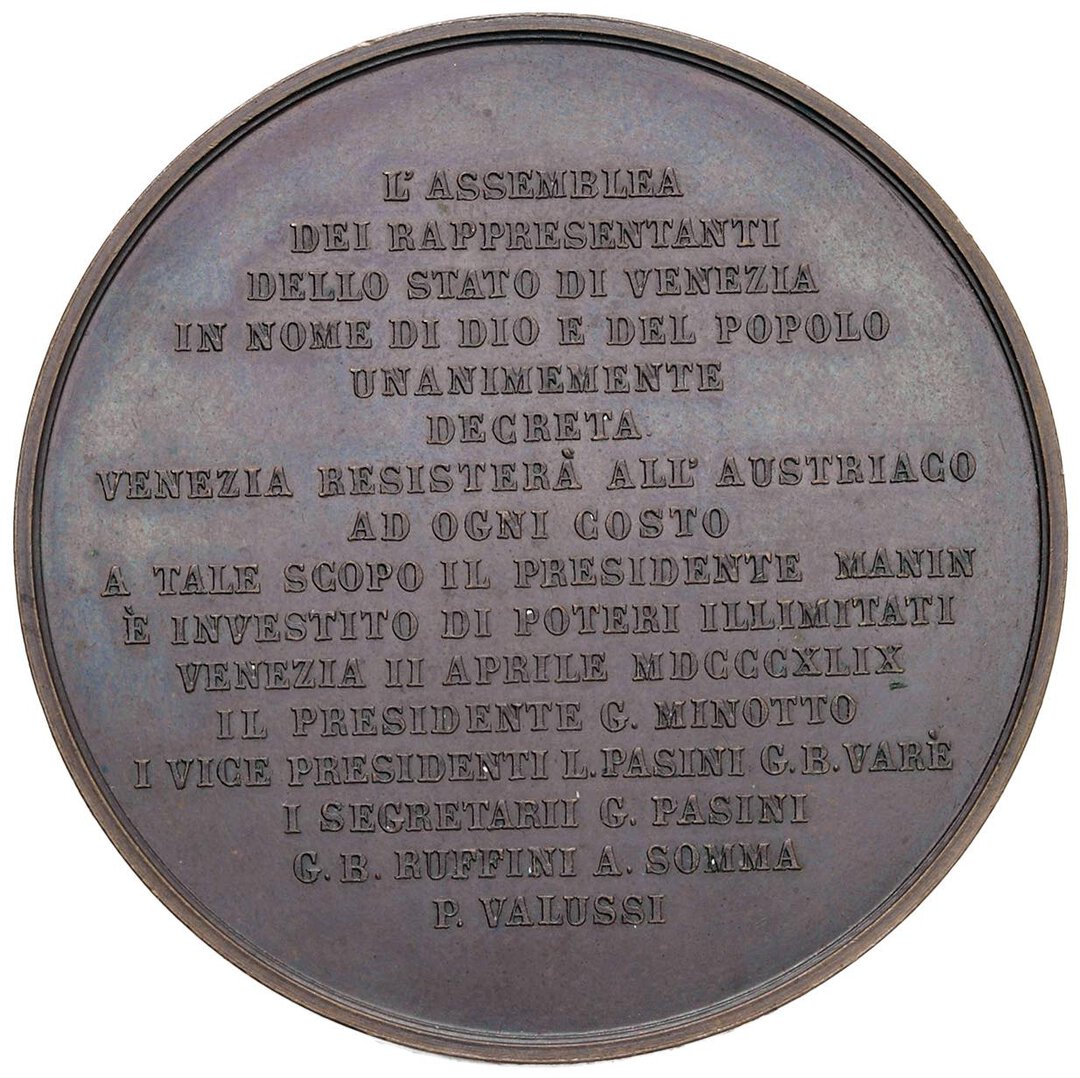 L'ASSEMBLEA
DEI RAPPRESENTANTI
DELLO STATO DI VENEZIA
IN NOME DI DIO E DEL POPOLO
UNANIMEMENTE
DECRETA
VENEZIA RESISTERÀ ALL'AUSTRIACO
AD OGNI COSTO
A TALE SCOPO IL PRESIDENTE MANIN
È INVESTITO DI POTERI ILLIMITATI
VENEZIA II APRILE MDCCCXLIX
IL PRESIDENTE G. MINOTTO
I VICE PRESIDENTI L. PASINI G. B. VARÈ
I SEGRETARII G. PASINI
G. B. RUFFINI A. SOMMA
P. VALUSSI